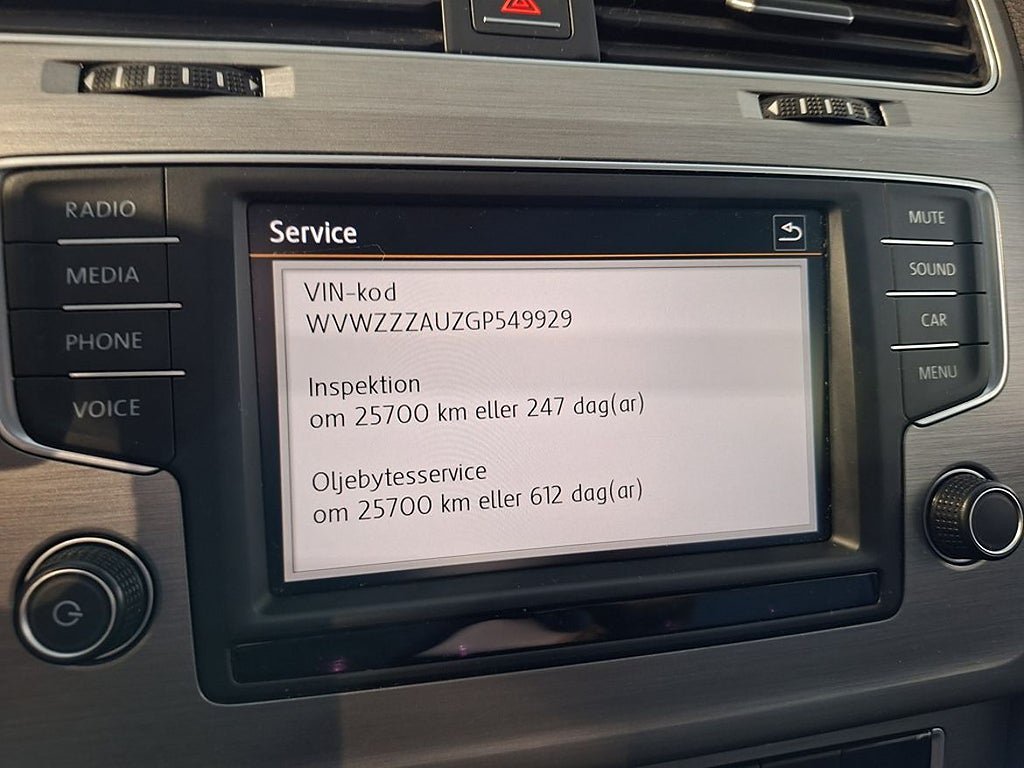 RADIO
MEDIA
PHONE
VOICE
Service
VIN-kod
WVWZZZAUZGP549929
Inspektion
om 25700 km eller 247 dag(ar)
Oljebytesservice
om 25700 km eller 612 dag(ar)
MUTE
SOUND
CAR
MENU